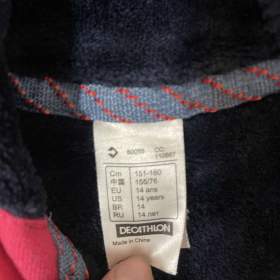 CC:
Cm 151-160
中国 155/76
EU 14 ans
US 14 years
BR 14
RU 14 лет
DECATHLON
Made in China